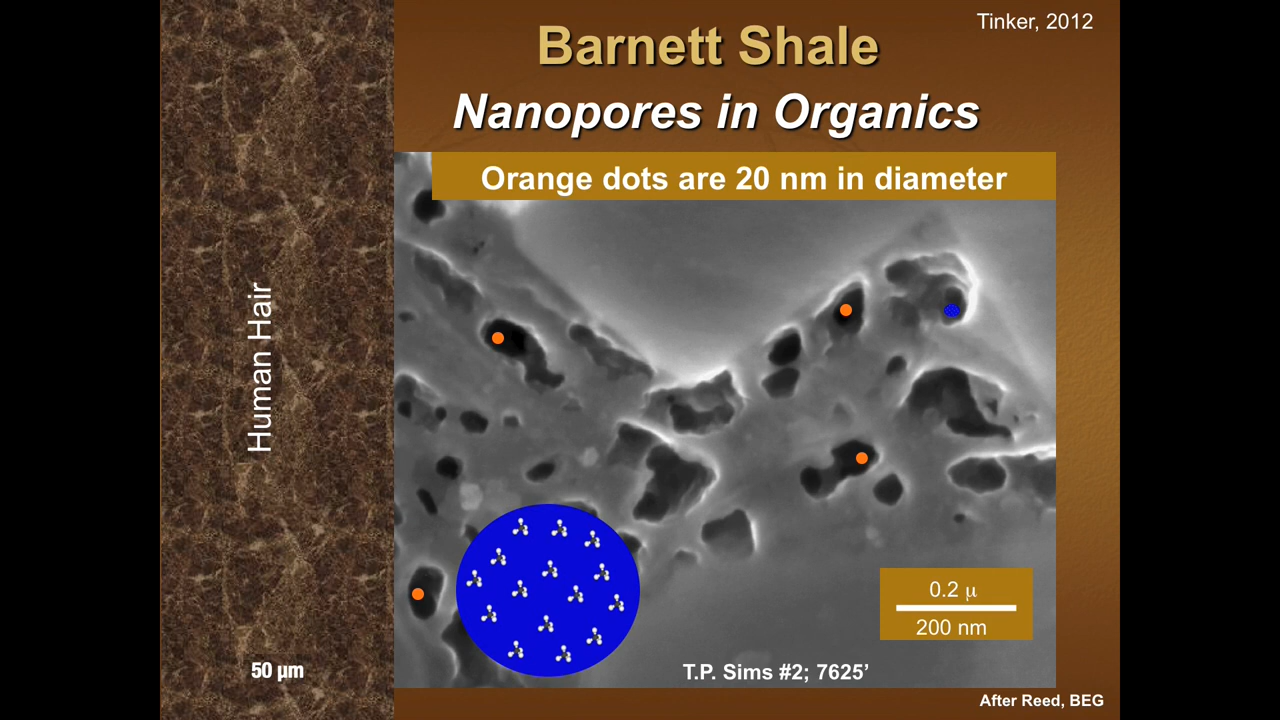 Tinker, 2012
Barnett Shale
Nanopores in Organics
Orange dots are 20 nm in diameter
Human Hair
0.2 μ
200 nm
50 μm
T.P. Sims #2; 7625’
After Reed, BEG